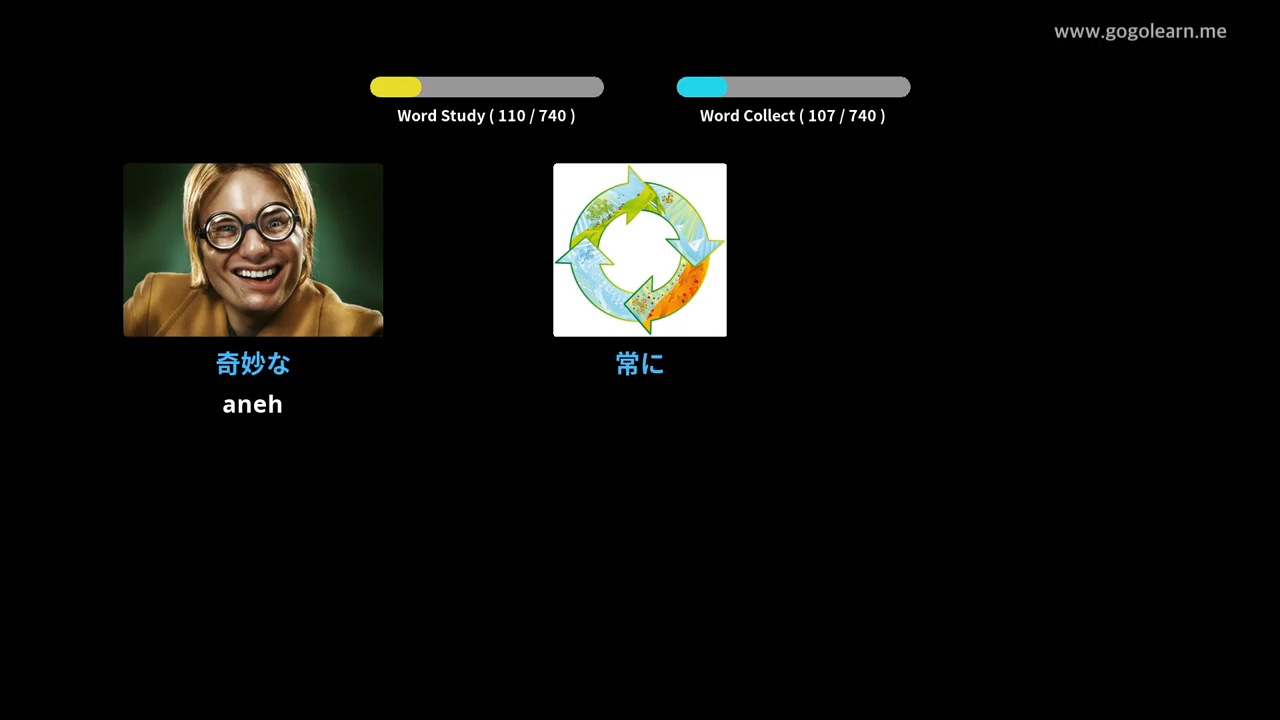 www.gogolearn.me
Word Study ( 110 / 740 )
Word Collect ( 107 / 740 )
奇妙な
常に
aneh